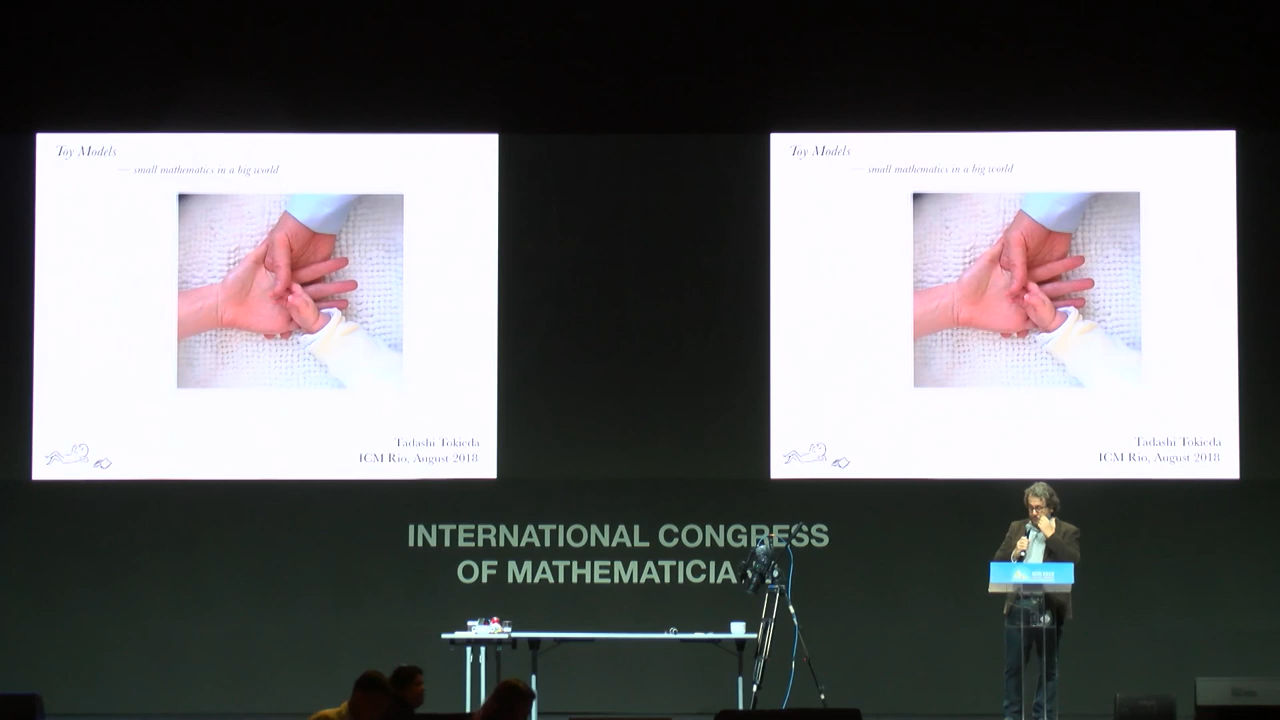 Toy Models
— small mathematics in a big world
Tadashi Tokieda
ICM Rio, August 2018
Toy Models
— small mathematics in a big world
Tadashi Tokieda
ICM Rio, August 2018
INTERNATIONAL CONGRESS
OF MATHEMATICIA